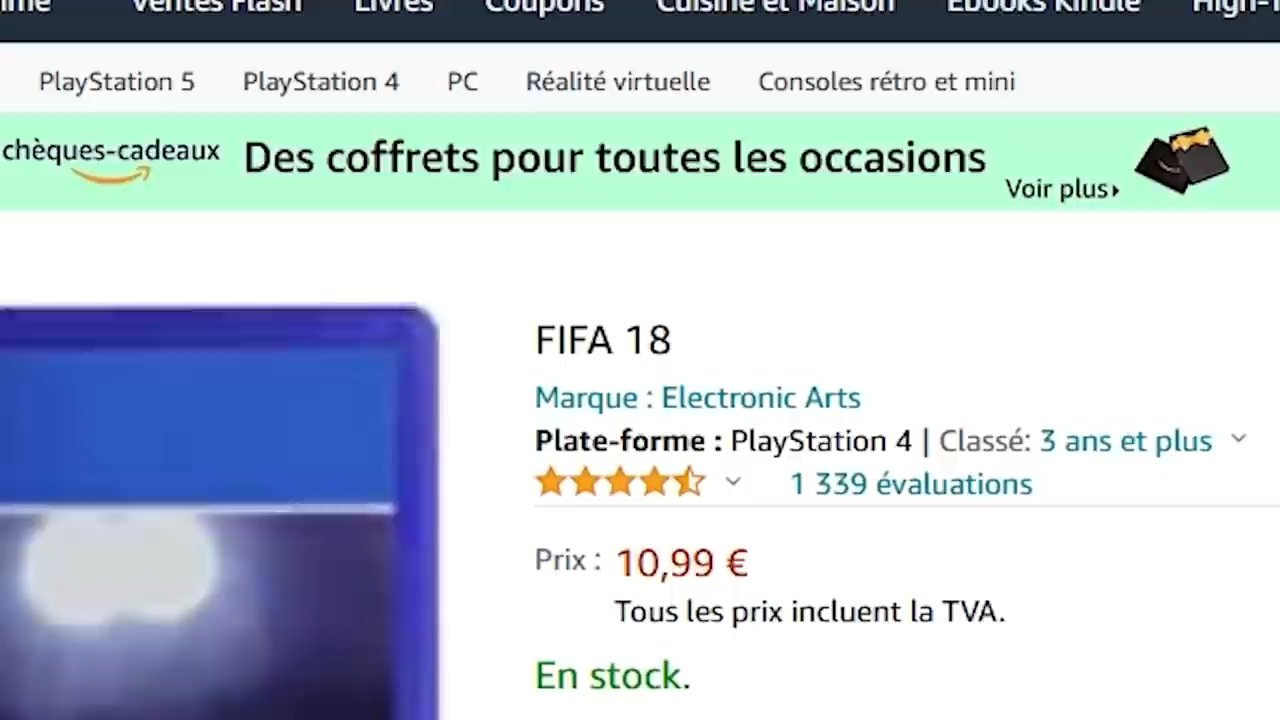 Ventes Flash Livres Coupons Cuisine et Maison Ebooks Kindle
PlayStation 5 PlayStation 4 PC Réalité virtuelle Consoles rétro et mini
chèques-cadeaux Des coffrets pour toutes les occasions
Voir plus
FIFA 18
Marque : Electronic Arts
Plate-forme : PlayStation 4 | Classé: 3 ans et plus
1 339 évaluations
Prix : 10,99 €
Tous les prix incluent la TVA.
En stock.